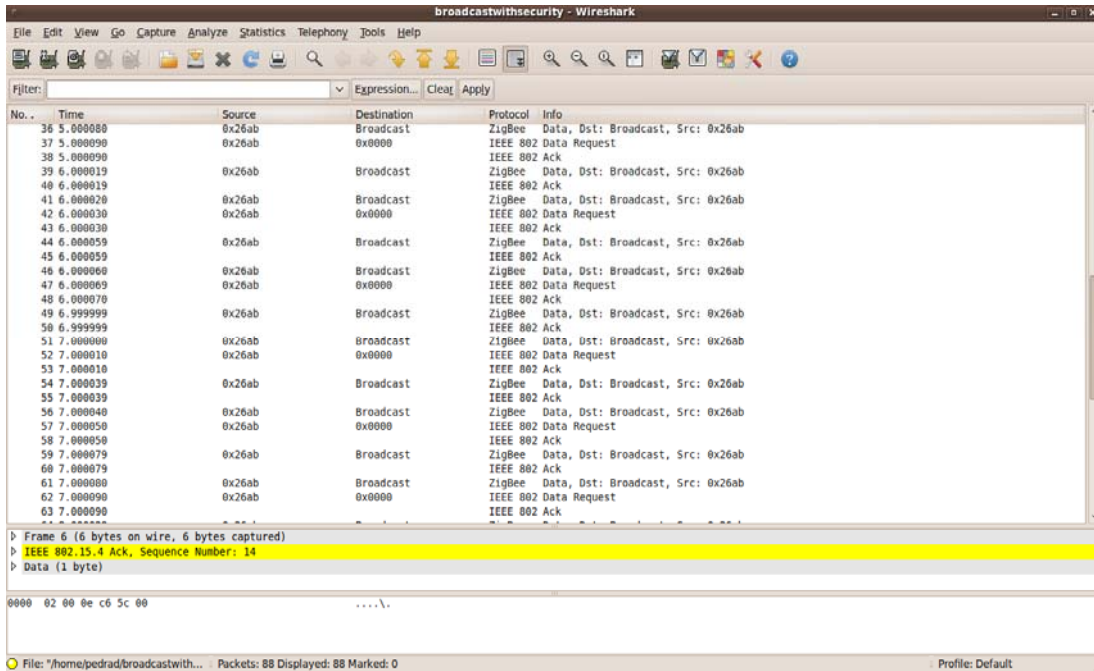 broadcastwithsecurity - Wireshark
File Edit View Go Capture Analyze Statistics Telephony Tools Help
Filter: Expression... Clear Apply
No. . Time Source Destination Protocol Info
36 5.000080 0x26ab Broadcast ZigBee Data, Dst: Broadcast, Src: 0x26ab
37 5.000090 0x26ab 0x0000 IEEE 802 Data Request
38 5.000090 IEEE 802 Ack
39 6.000019 0x26ab Broadcast ZigBee Data, Dst: Broadcast, Src: 0x26ab
40 6.000019 IEEE 802 Ack
41 6.000020 0x26ab Broadcast ZigBee Data, Dst: Broadcast, Src: 0x26ab
42 6.000030 0x26ab 0x0000 IEEE 802 Data Request
43 6.000030 IEEE 802 Ack
44 6.000059 0x26ab Broadcast ZigBee Data, Dst: Broadcast, Src: 0x26ab
45 6.000059 IEEE 802 Ack
46 6.000060 0x26ab Broadcast ZigBee Data, Dst: Broadcast, Src: 0x26ab
47 6.000069 0x26ab 0x0000 IEEE 802 Data Request
48 6.000070 IEEE 802 Ack
49 6.999999 0x26ab Broadcast ZigBee Data, Dst: Broadcast, Src: 0x26ab
50 6.999999 IEEE 802 Ack
51 7.000000 0x26ab Broadcast ZigBee Data, Dst: Broadcast, Src: 0x26ab
52 7.000010 0x26ab 0x0000 IEEE 802 Data Request
53 7.000010 IEEE 802 Ack
54 7.000039 0x26ab Broadcast ZigBee Data, Dst: Broadcast, Src: 0x26ab
55 7.000039 IEEE 802 Ack
56 7.000040 0x26ab Broadcast ZigBee Data, Dst: Broadcast, Src: 0x26ab
57 7.000050 0x26ab 0x0000 IEEE 802 Data Request
58 7.000050 IEEE 802 Ack
59 7.000079 0x26ab Broadcast ZigBee Data, Dst: Broadcast, Src: 0x26ab
60 7.000079 IEEE 802 Ack
61 7.000080 0x26ab Broadcast ZigBee Data, Dst: Broadcast, Src: 0x26ab
62 7.000090 0x26ab 0x0000 IEEE 802 Data Request
63 7.000090 IEEE 802 Ack
Frame 6 (6 bytes on wire, 6 bytes captured)
IEEE 802.15.4 Ack, Sequence Number: 14
Data (1 byte)
0000 02 00 0e c6 5c 00 ....\.
File: "/home/pedrad/broadcastwith... Packets: 88 Displayed: 88 Marked: 0 Profile: Default